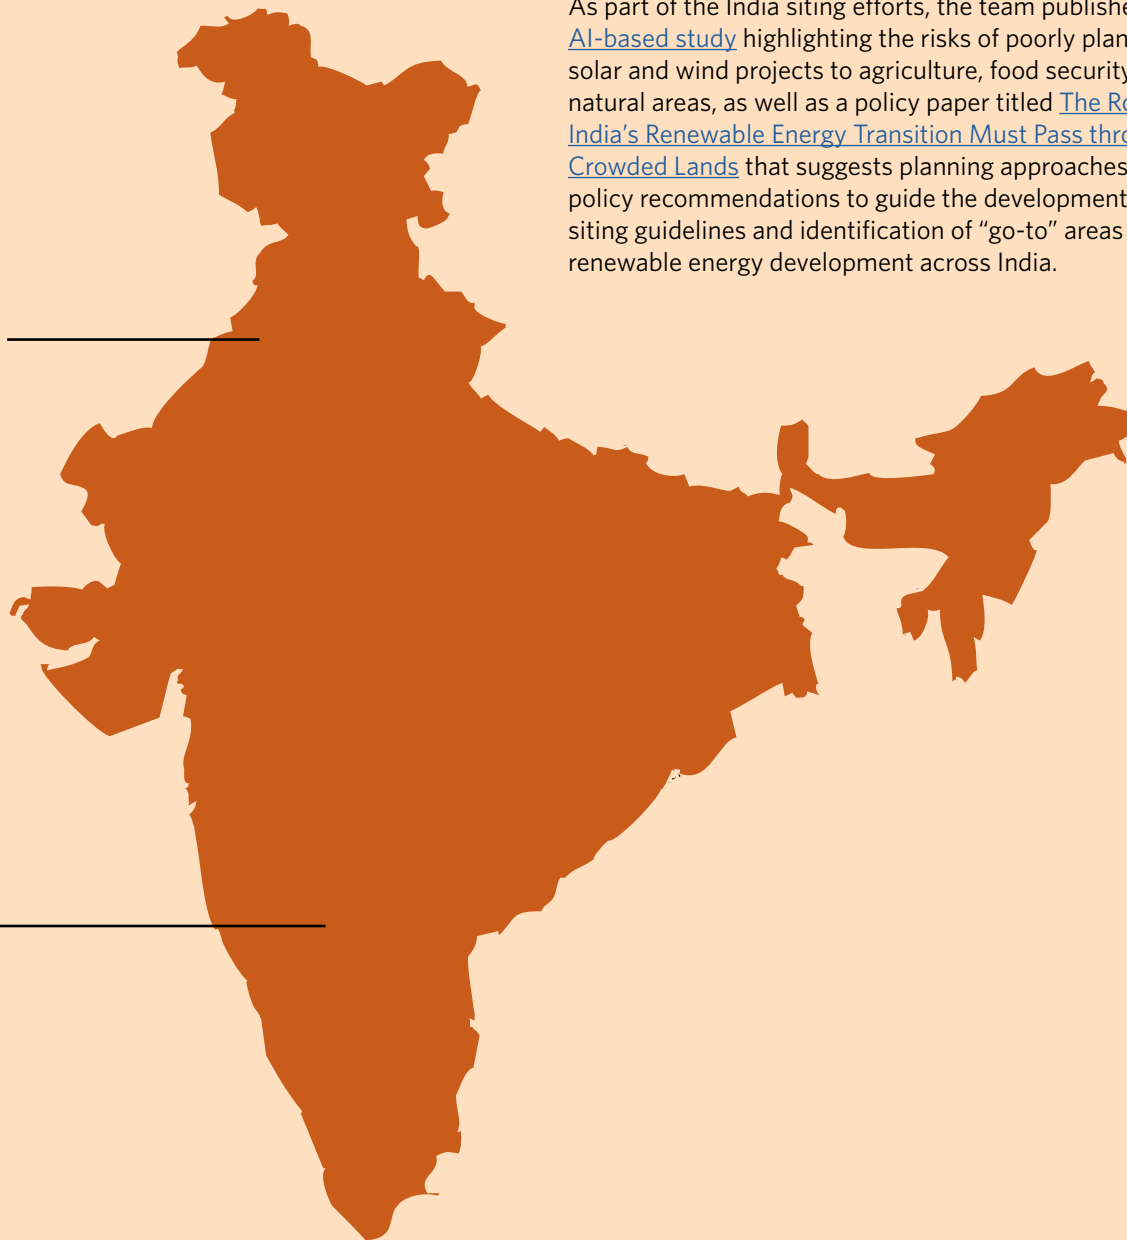 As part of the India siting efforts, the team publishe
AI-based study highlighting the risks of poorly plan
solar and wind projects to agriculture, food security
natural areas, as well as a policy paper titled The Ro
India's Renewable Energy Transition Must Pass thro
Crowded Lands that suggests planning approaches
policy recommendations to guide the development
siting guidelines and identification of “go-to” areas
renewable energy development across India.